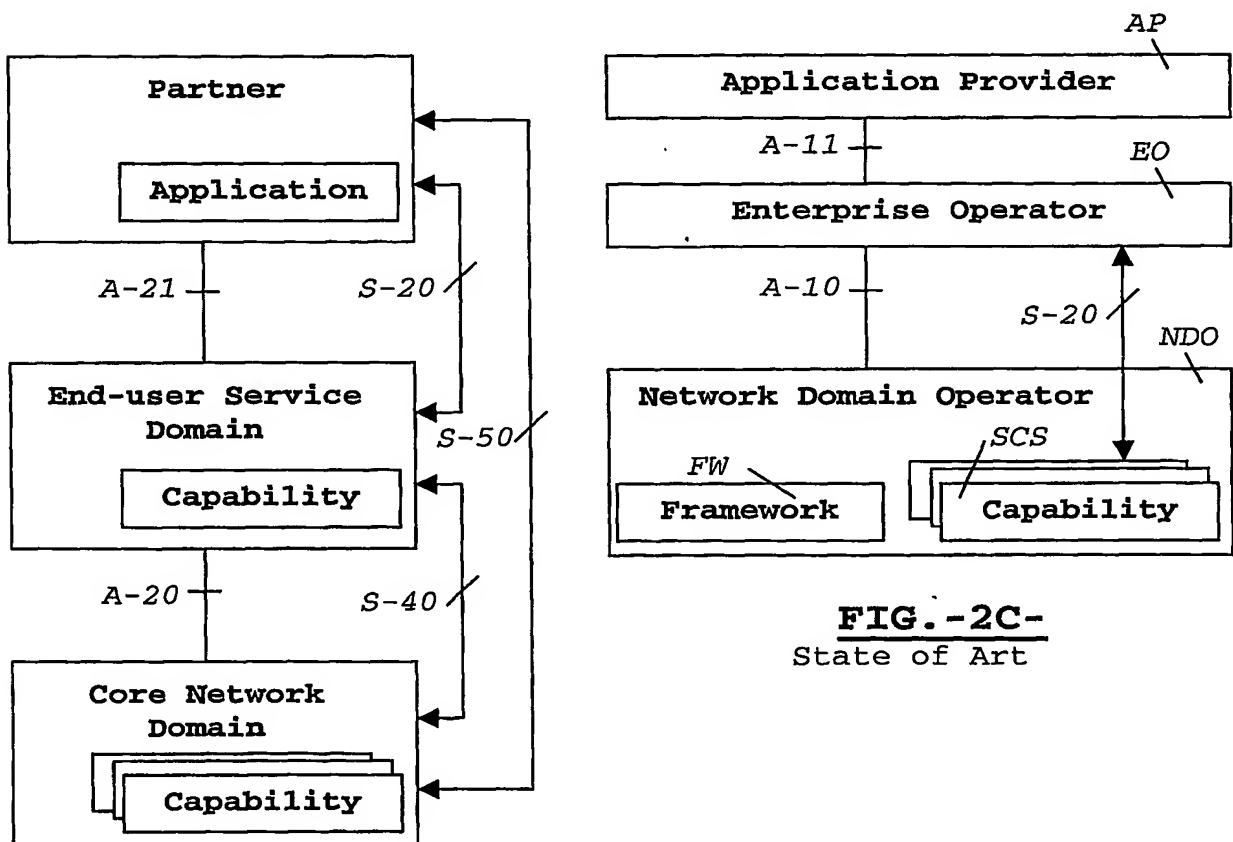 Partner
Application
A-21
S-20
End-user Service
Domain
S-50
Capability
A-20
S-40
Core Network
Domain
Capability
AP
Application Provider
A-11
EO
Enterprise Operator
A-10
S-20
NDO
Network Domain Operator
SCS
FW
Framework
Capability
FIG.-2C-
State of Art